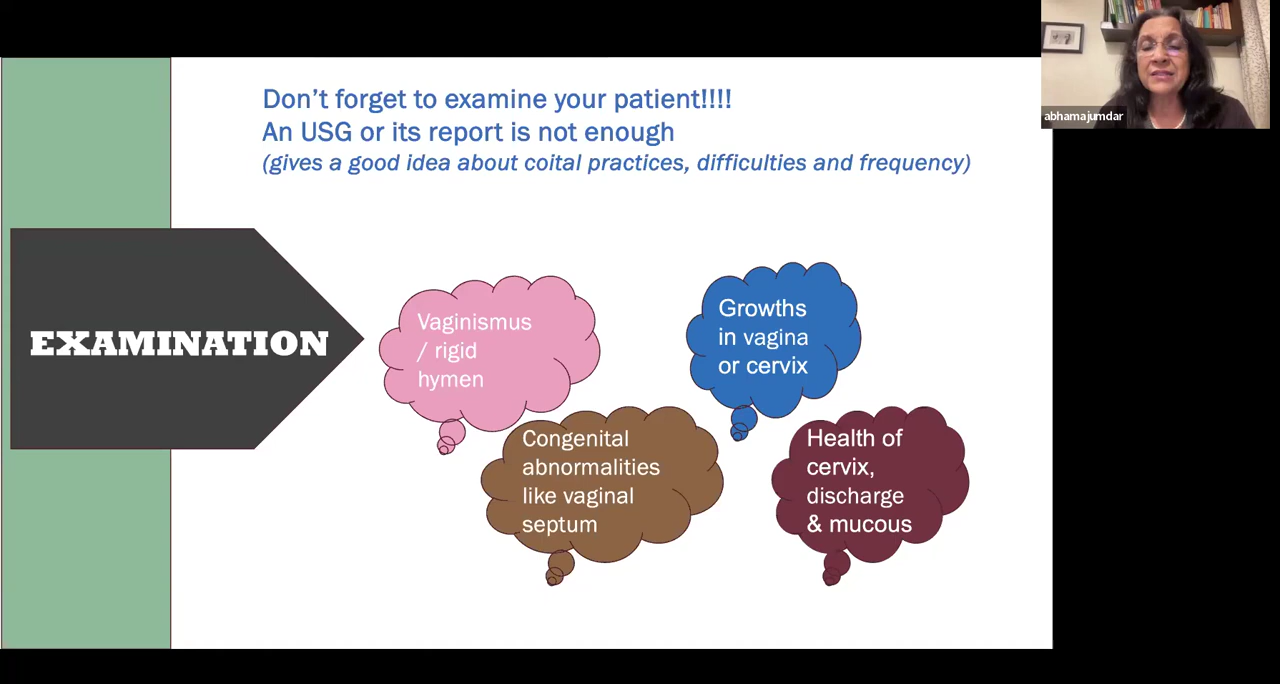 abhamajumdar
Don't forget to examine your patient!!!!
An USG or its report is not enough
(gives a good idea about coital practices, difficulties and frequency)
EXAMINATION
Vaginismus
/ rigid
hymen
Growths
in vagina
or cervix
Congenital
abnormalities
like vaginal
septum
Health of
cervix,
discharge
& mucous